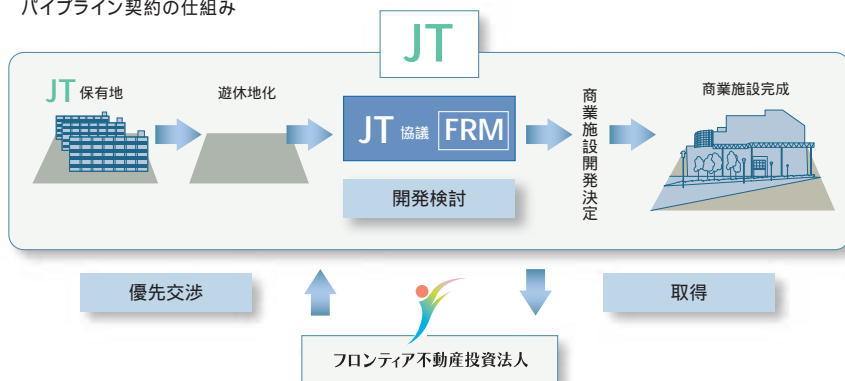 パイプライン契約の仕組み
JT
JT 保有地
遊休地化
JT 協議 FRM
開発検討
商業施設開発決定
商業施設完成
優先交渉
取得
フロンティア不動産投資法人